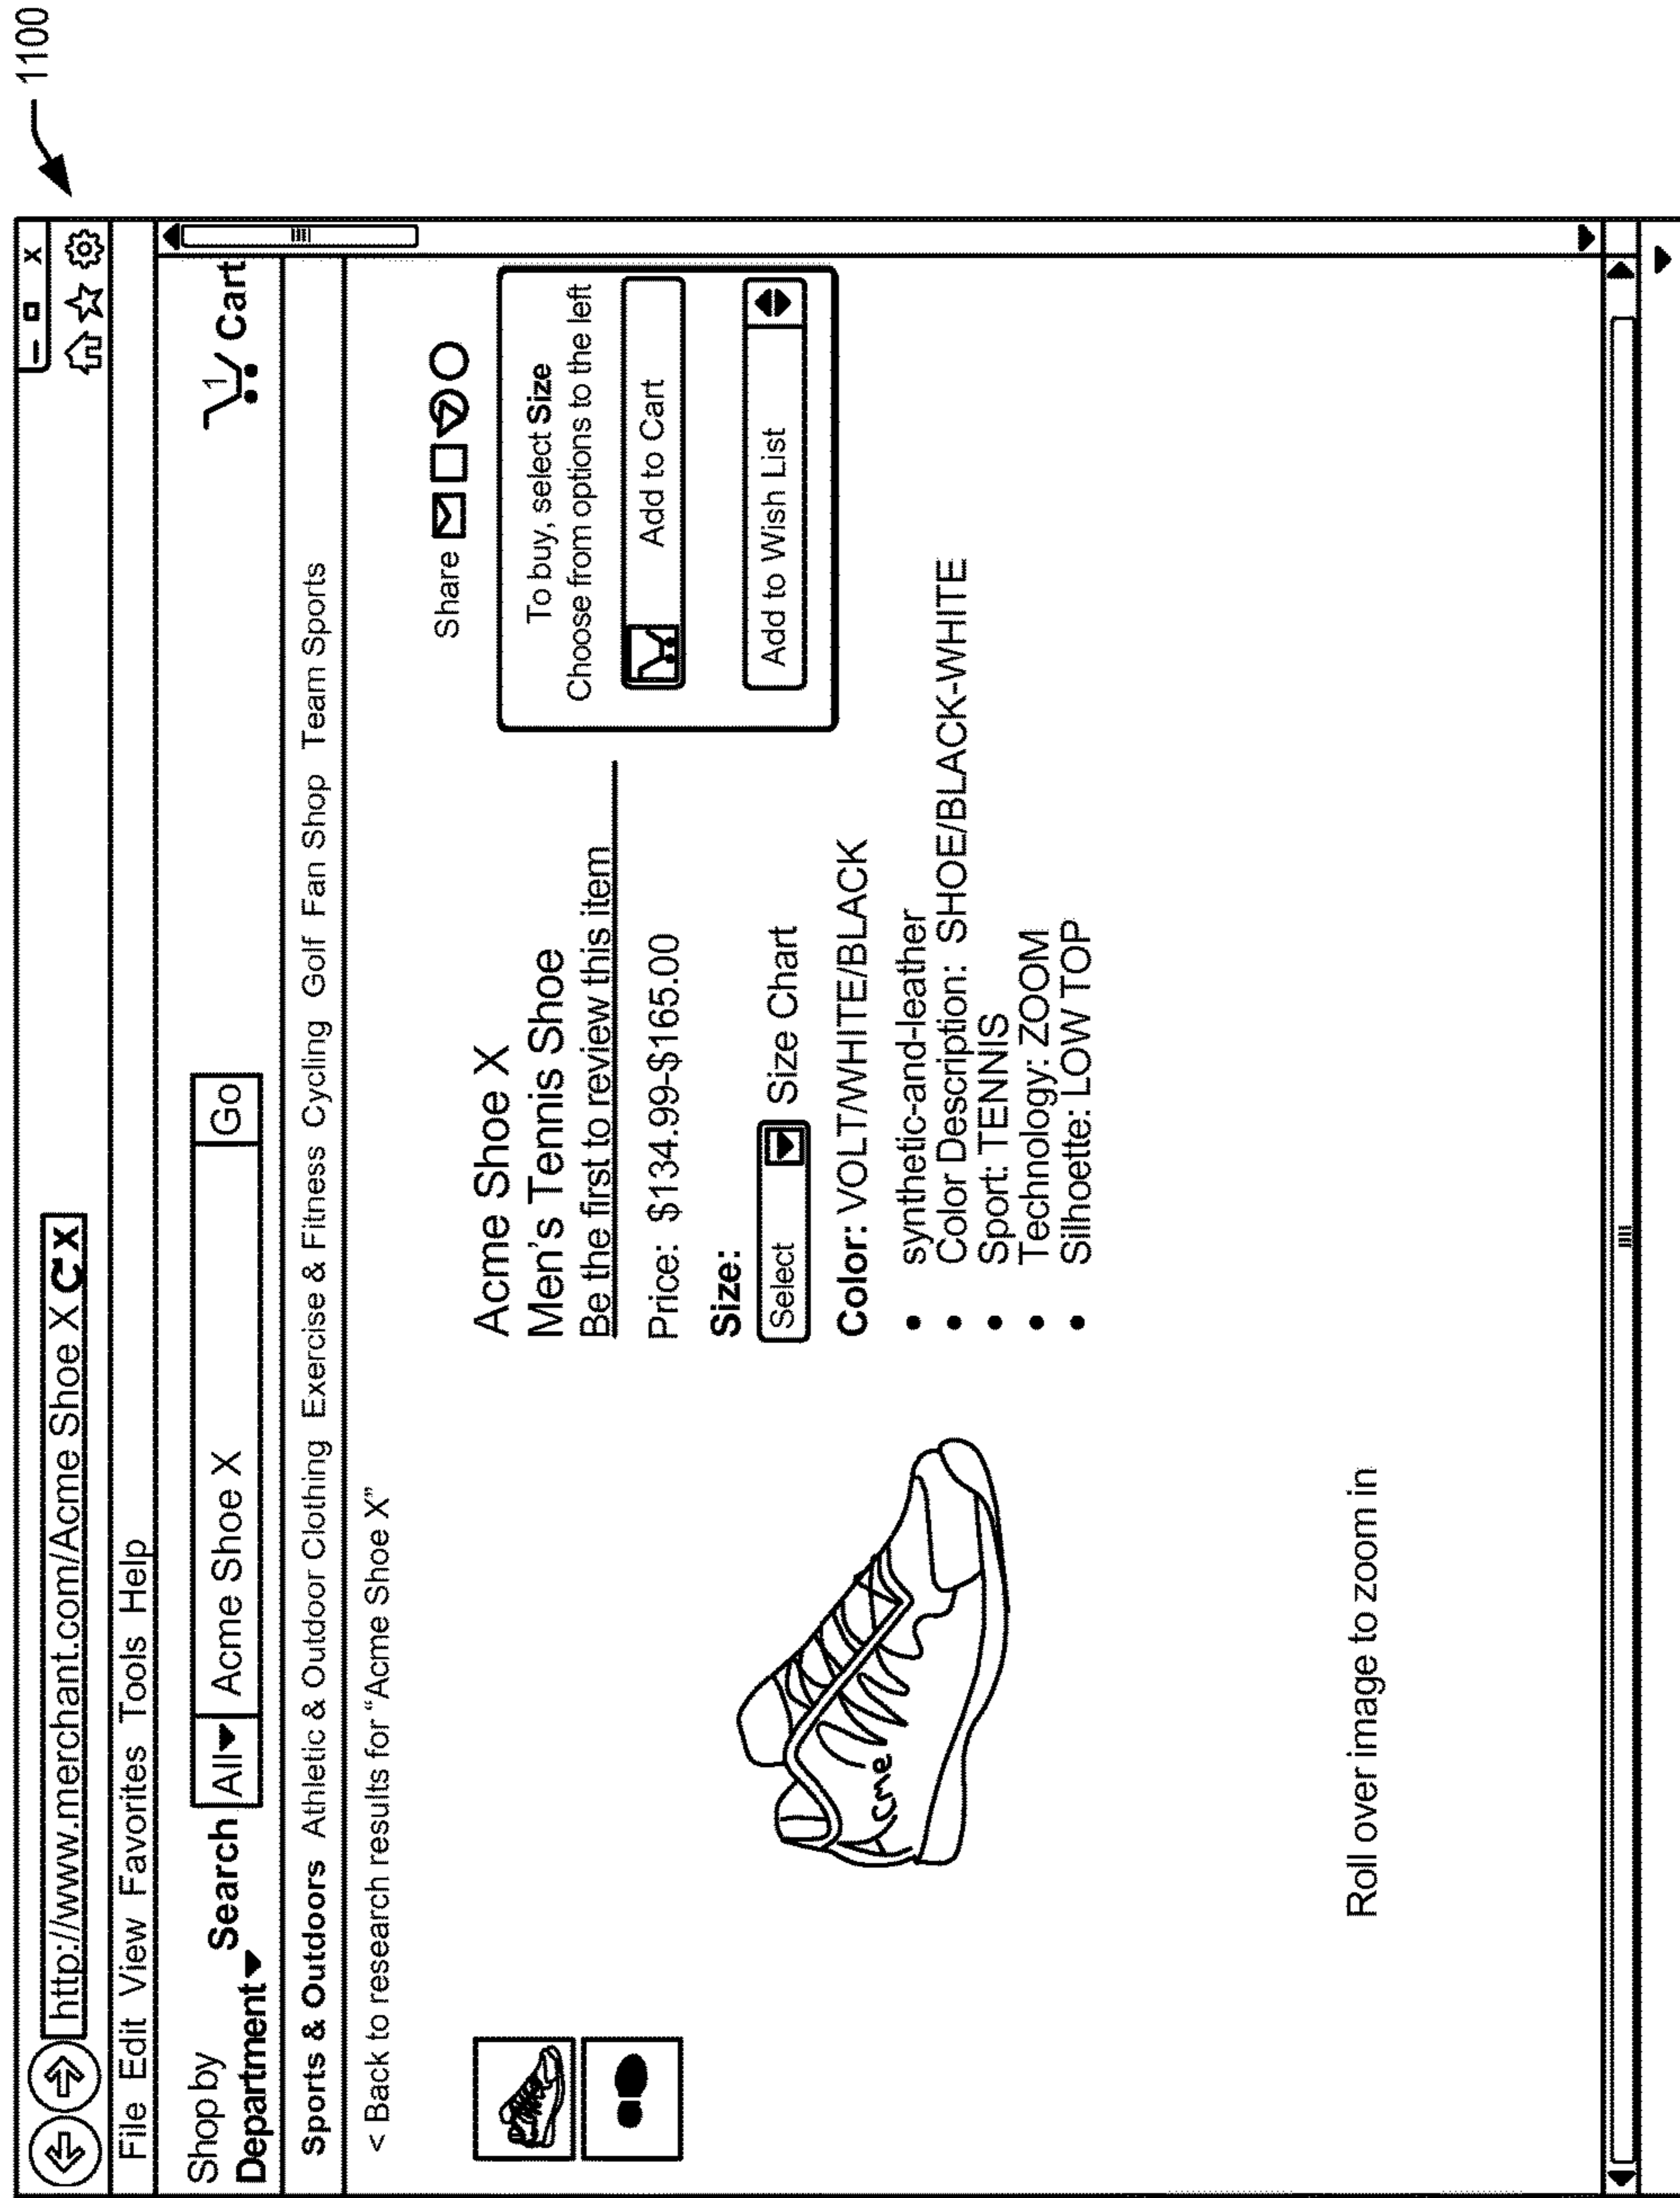 1100
– □ x
http://www.merchant.com/Acme Shoe X C X
File Edit View Favorites Tools Help
Shop by
Department
Search All Acme Shoe X Go
1 Cart
Sports & Outdoors Athletic & Outdoor Clothing Exercise & Fitness Cycling Golf Fan Shop Team Sports
< Back to research results for “Acme Shoe X”
Share
Acme Shoe X
Men's Tennis Shoe
Be the first to review this item
Price: $134.99-$165.00
Size:
Select Size Chart
Color: VOLT/WHITE/BLACK
• synthetic-and-leather
• Color Description: SHOE/BLACK-WHITE
• Sport: TENNIS
• Technology: ZOOM
• Silhoette: LOW TOP
To buy, select Size
Choose from options to the left
Add to Cart
Add to Wish List
Cme
Roll over image to zoom in